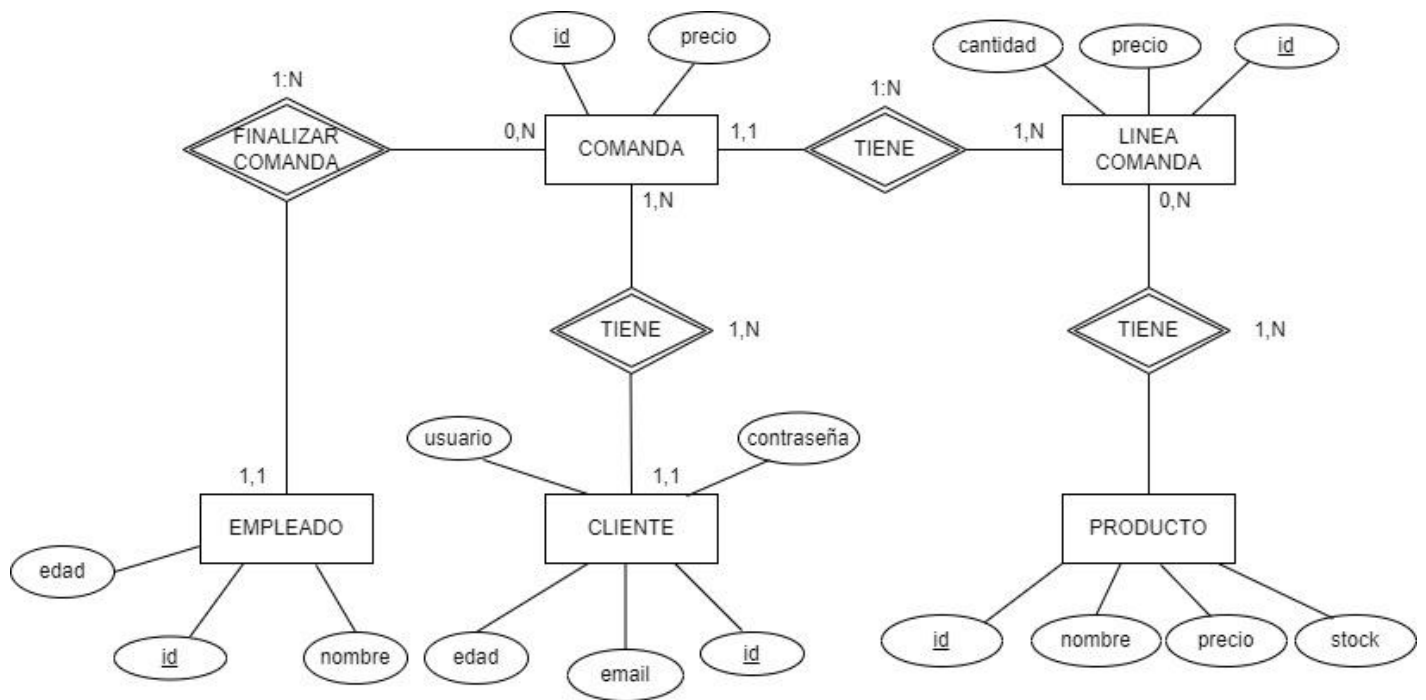 id
precio
cantidad
precio
id
1:N
1:N
FINALIZAR
COMANDA
0,N
COMANDA
1,1
TIENE
1,N
LINEA
COMANDA
1,N
0,N
TIENE
1,N
TIENE
1,N
usuario
contraseña
1,1
1,1
EMPLEADO
CLIENTE
PRODUCTO
edad
id
nombre
edad
email
id
id
nombre
precio
stock